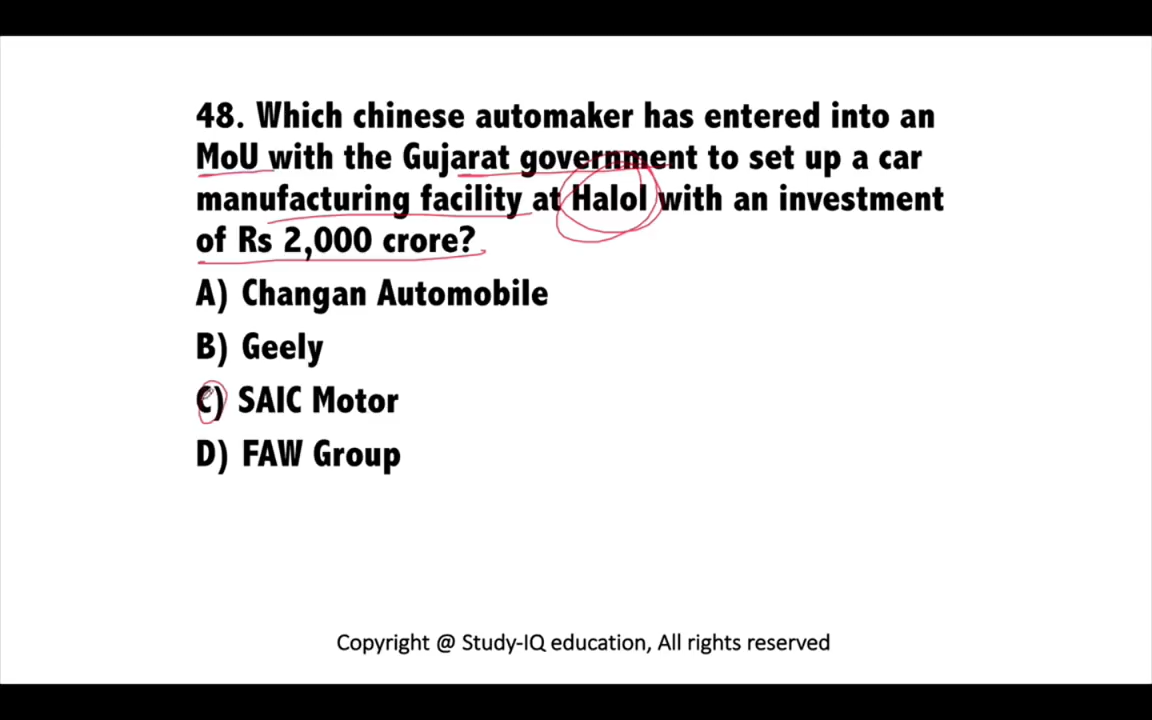 48. Which chinese automaker has entered into an
MoU with the Gujarat government to set up a car
manufacturing facility at Halol with an investment
of Rs 2,000 crore?
A) Changan Automobile
B) Geely
C) SAIC Motor
D) FAW Group
Copyright @ Study-IQ education, All rights reserved